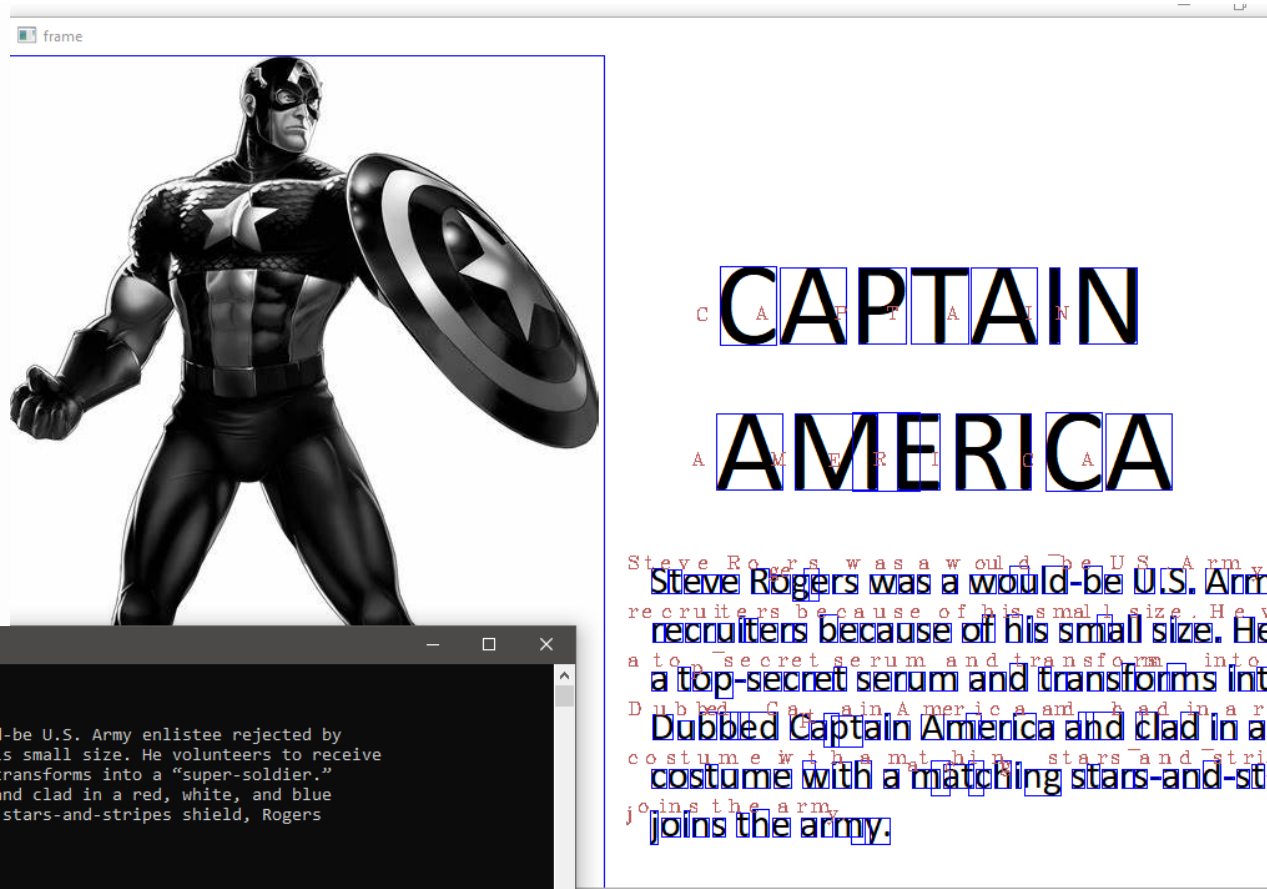 frame
CAPTAIN
C A P T A I N
AMERICA
A M E R I C A
Steve Rogers was a would-be U.S. Arm
recruiters because of his small size. He
a top-secret serum and transforms int
Dubbed Captain America and clad in a
costume with a matching stars-and-st
joins the army.
d-be U.S. Army enlistee rejected by
is small size. He volunteers to receive
transforms into a “super-soldier.”
and clad in a red, white, and blue
stars-and-stripes shield, Rogers